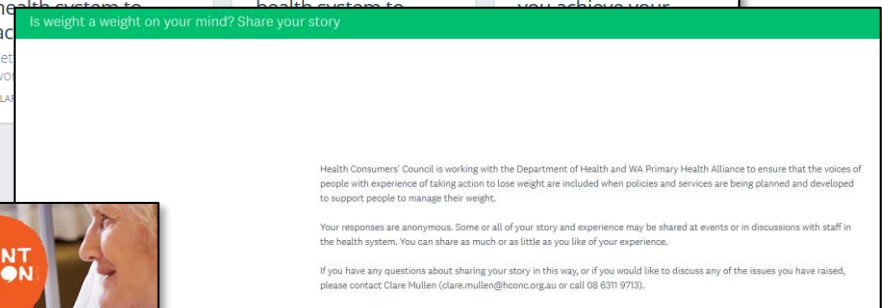 health system to
health system to
you achieve your
Is weight a weight on your mind? Share your story
Health Consumers' Council is working with the Department of Health and WA Primary Health Alliance to ensure that the voices of
people with experience of taking action to lose weight are included when policies and services are being planned and developed
to support people to manage their weight.
Your responses are anonymous. Some or all of your story and experience may be shared at events or in discussions with staff in
the health system. You can share as much or as little as you like of your experience.
If you have any questions about sharing your story in this way, or if you would like to discuss any of the issues you have raised,
please contact Clare Mullen (clare.mullen@hconc.org.au or call 08 6311 9713).